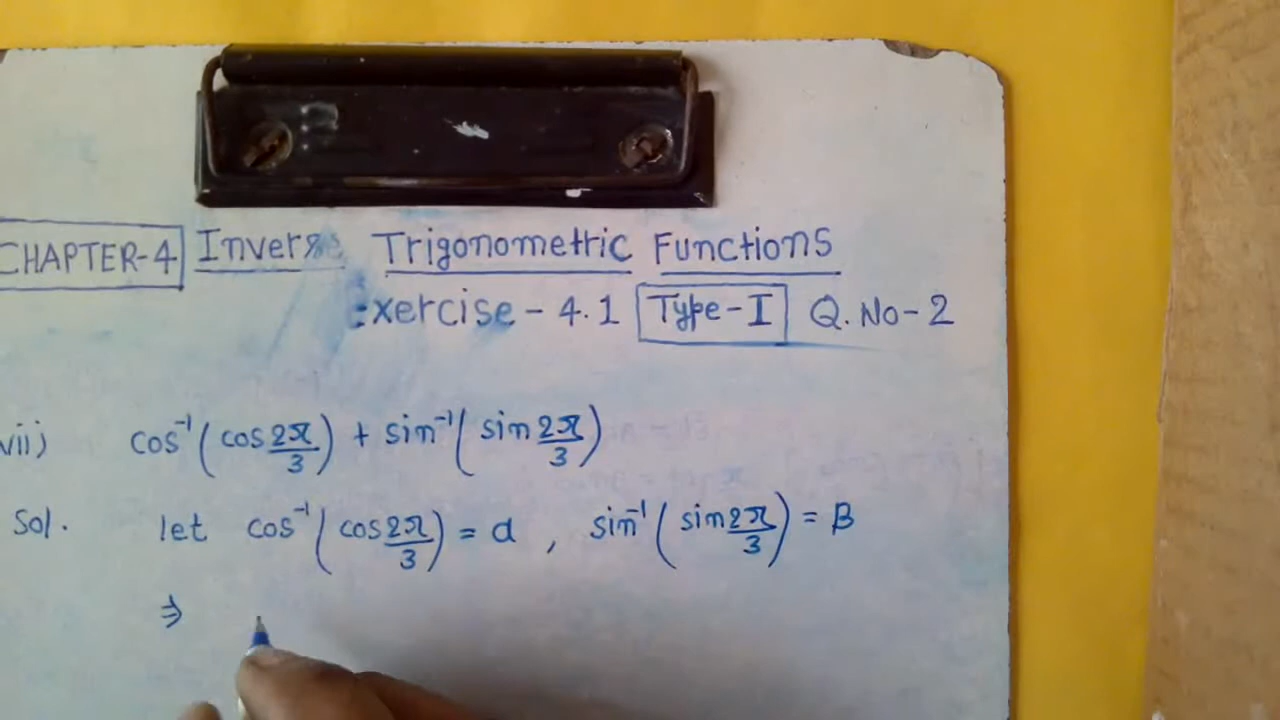 CHAPTER-4 Inverse Trigonometric Functions
Exercise - 4.1 Type-I Q. No - 2
vii) cos⁻¹(cos 2π/3) + sin⁻¹(sin 2π/3)
Sol. let cos⁻¹(cos 2π/3) = α , sin⁻¹(sin 2π/3) = β
⇒